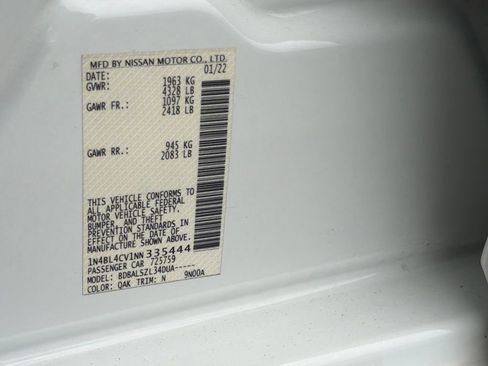 MFD BY NISSAN MOTOR CO., LTD.
DATE: 01/22
GVWR: 1963 KG
4328 LB
GAWR FR.: 1097 KG
2418 LB
GAWR RR.: 945 KG
2083 LB
THIS VEHICLE CONFORMS TO
ALL APPLICABLE FEDERAL
MOTOR VEHICLE SAFETY,
BUMPER, AND THEFT
PREVENTION STANDARDS IN
EFFECT ON THE DATE OF
MANUFACTURE SHOWN ABOVE.
1N4BL4CV1NN335444
PASSENGER CAR 725759
MODEL: BDBALSZL34DUA-----
COLOR: QAK TRIM: N 9N00A